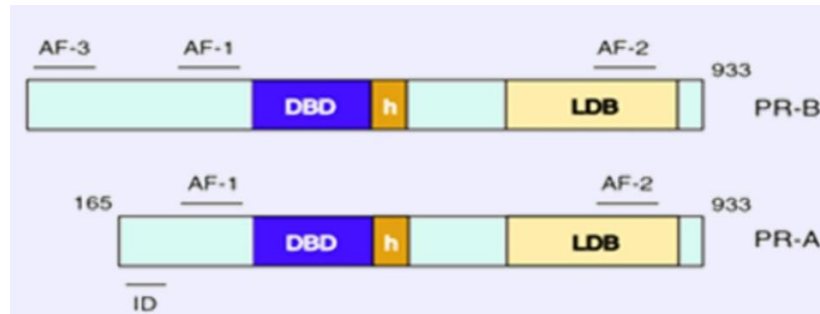 AF-3 AF-1 AF-2
933
DBD h LDB PR-B
165 AF-1 AF-2 933
DBD h LDB PR-A
ID